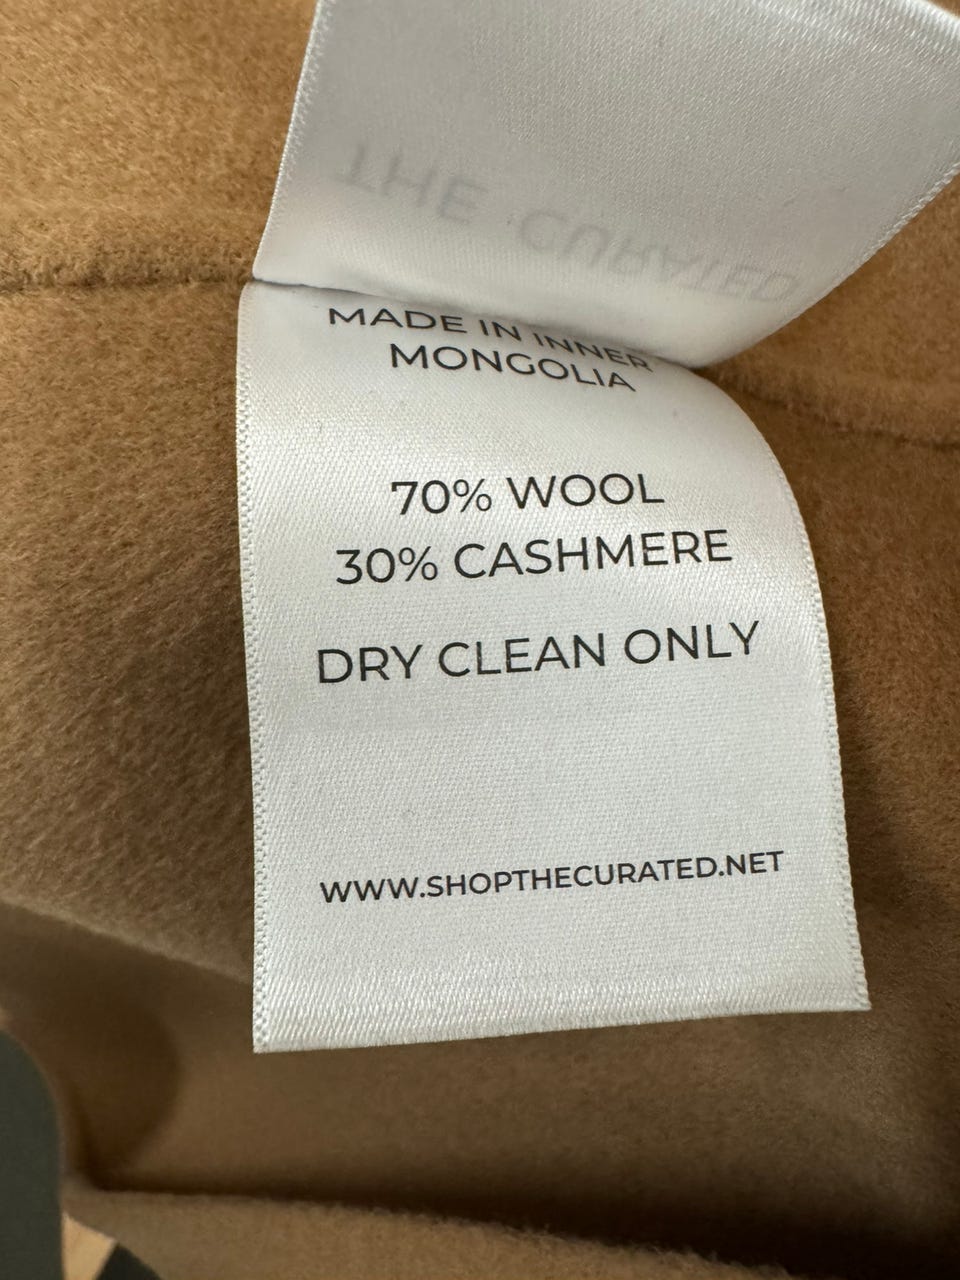 THE CURATED
MADE IN INNER
MONGOLIA
70% WOOL
30% CASHMERE
DRY CLEAN ONLY
WWW.SHOPTHECURATED.NET